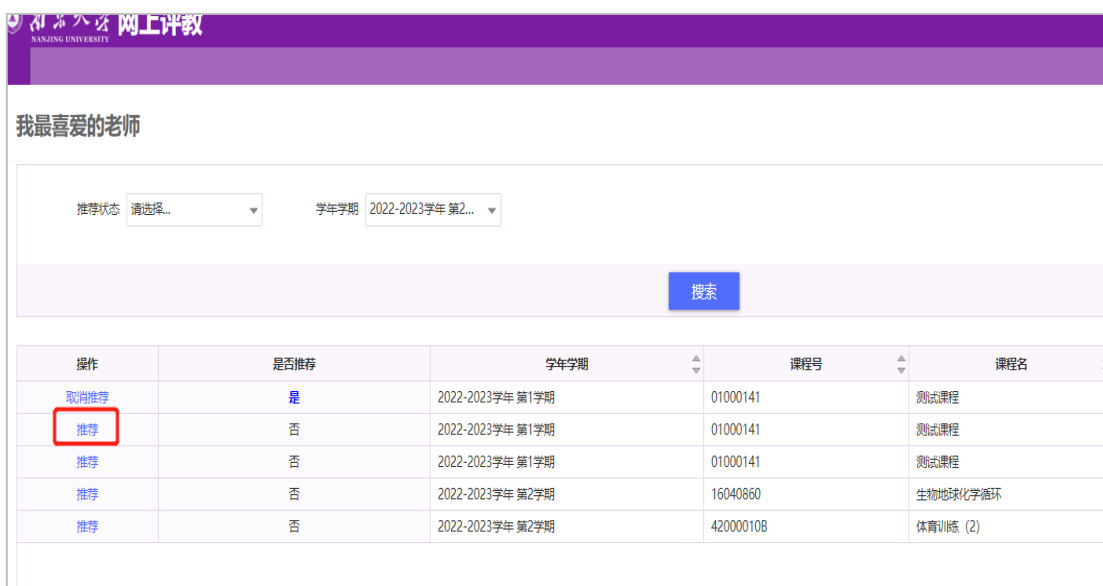 南京大学 网上评教
NANJING UNIVERSITY
我最喜爱的老师
推荐状态 请选择... 学年学期 2022-2023学年 第2...
搜索
操作 是否推荐 学年学期 课程号 课程名
取消推荐 是 2022-2023学年 第1学期 01000141 测试课程
推荐 否 2022-2023学年 第1学期 01000141 测试课程
推荐 否 2022-2023学年 第1学期 01000141 测试课程
推荐 否 2022-2023学年 第2学期 16040860 生物地球化学循环
推荐 否 2022-2023学年 第2学期 42000010B 体育训练（2）